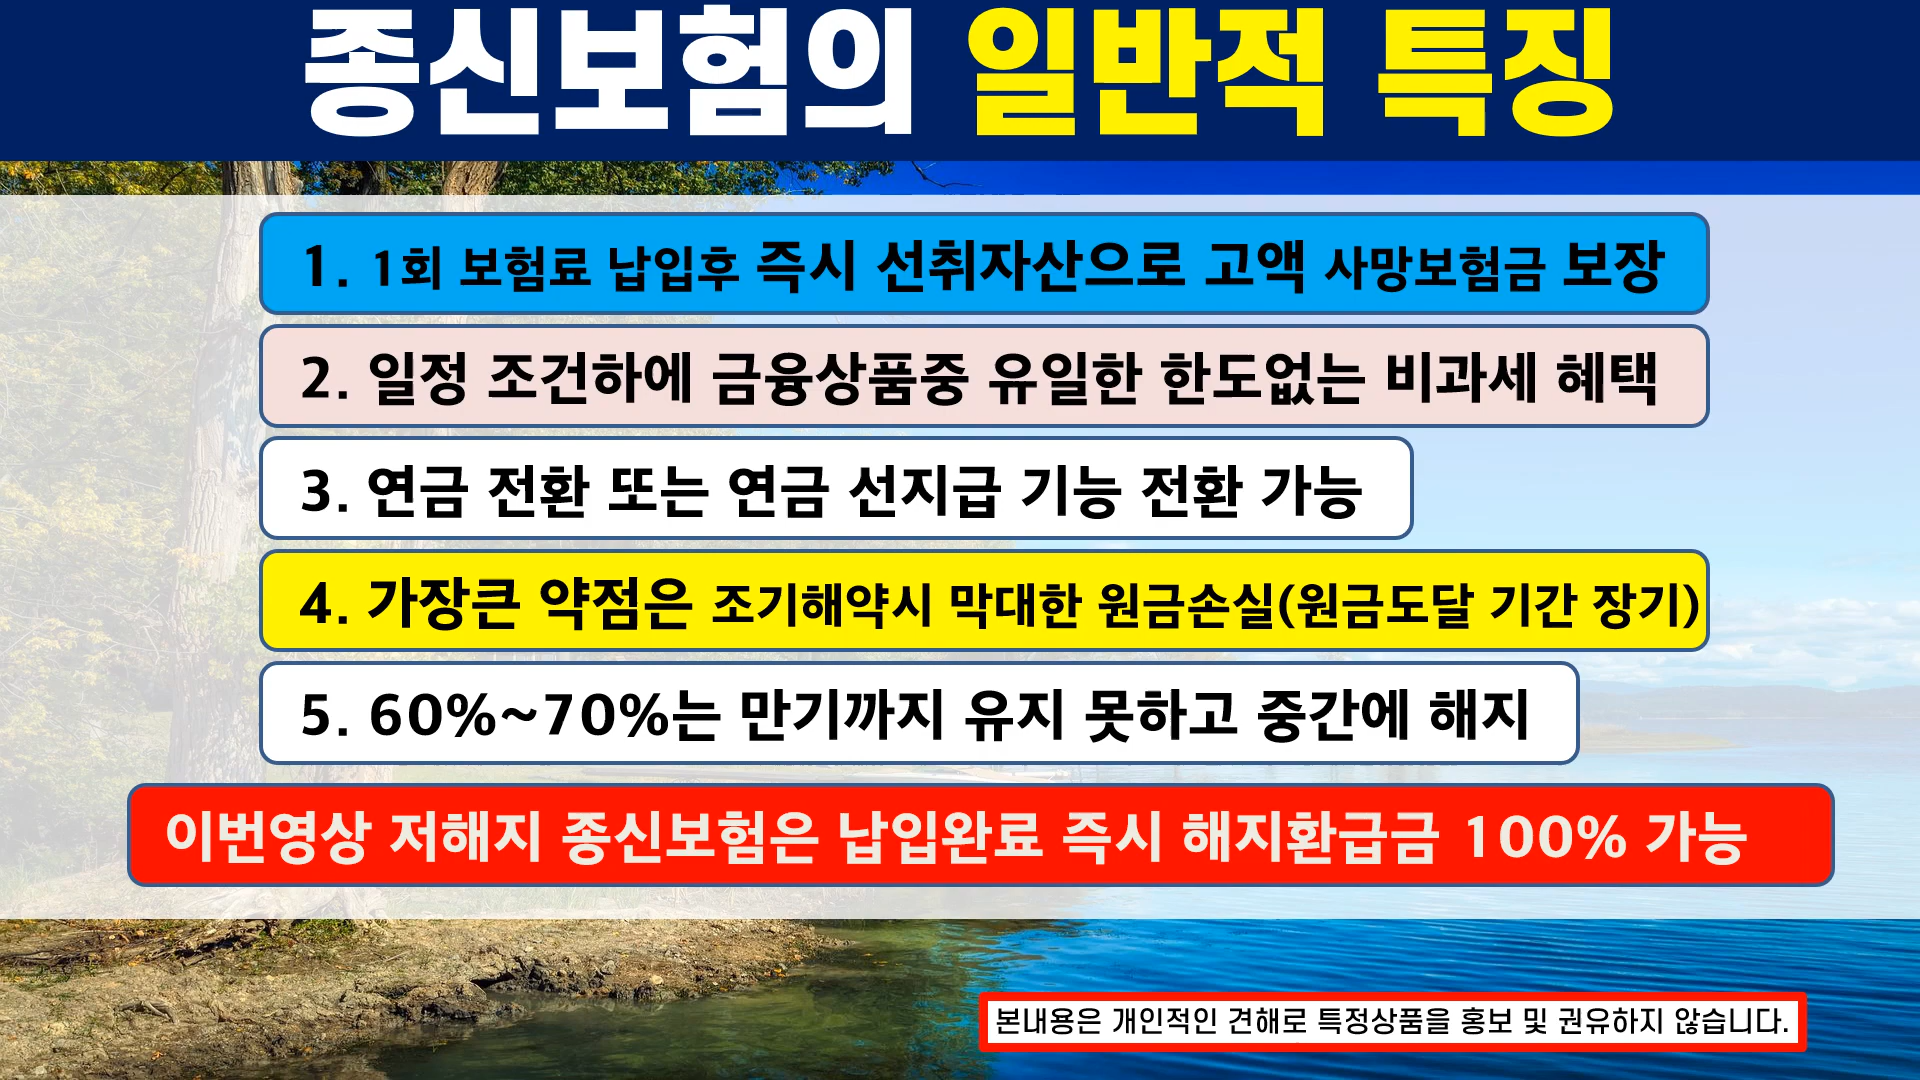 종신보험의 일반적 특징
1. 1회 보험료 납입후 즉시 선취자산으로 고액 사망보험금 보장
2. 일정 조건하에 금융상품중 유일한 한도없는 비과세 혜택
3. 연금 전환 또는 연금 선지급 기능 전환 가능
4. 가장큰 약점은 조기해약시 막대한 원금손실(원금도달 기간 장기)
5. 60%~70%는 만기까지 유지 못하고 중간에 해지
이번영상 저해지 종신보험은 납입완료 즉시 해지환급금 100% 가능
본내용은 개인적인 견해로 특정상품을 홍보 및 권유하지 않습니다.